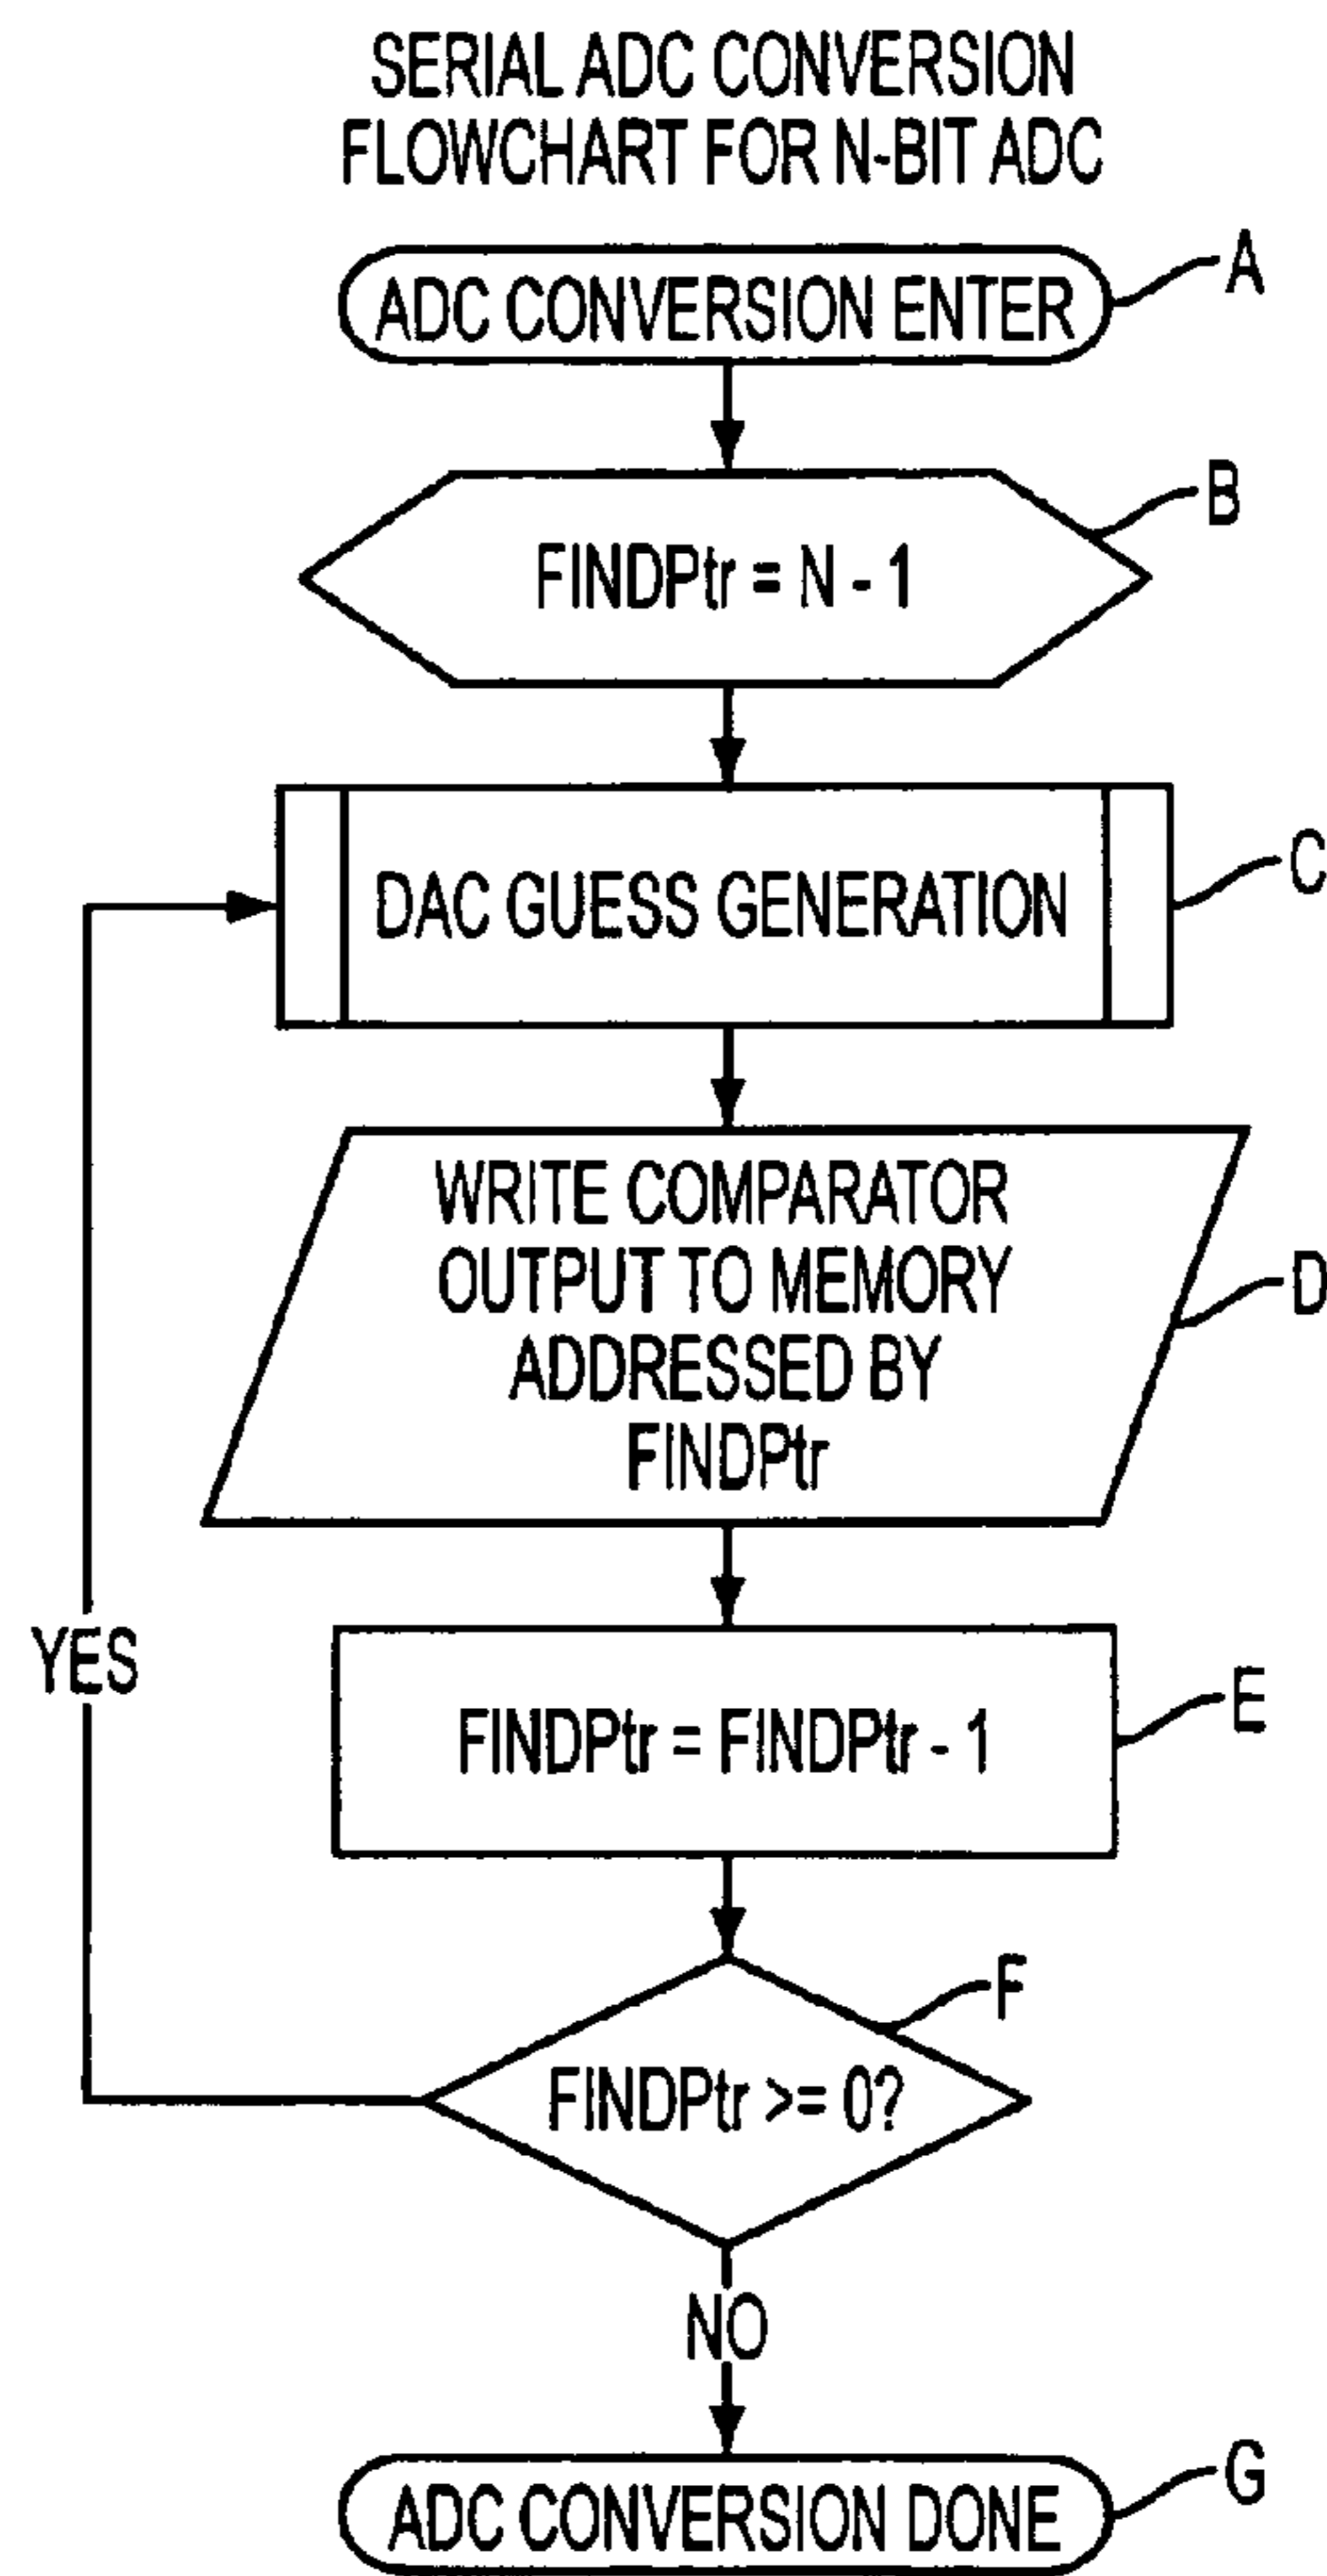 SERIAL ADC CONVERSION
FLOWCHART FOR N-BIT ADC
ADC CONVERSION ENTER
A
FINDPtr = N - 1
B
DAC GUESS GENERATION
C
WRITE COMPARATOR
OUTPUT TO MEMORY
ADDRESSED BY
FINDPtr
D
YES
FINDPtr = FINDPtr - 1
E
FINDPtr >= 0?
F
NO
ADC CONVERSION DONE
G